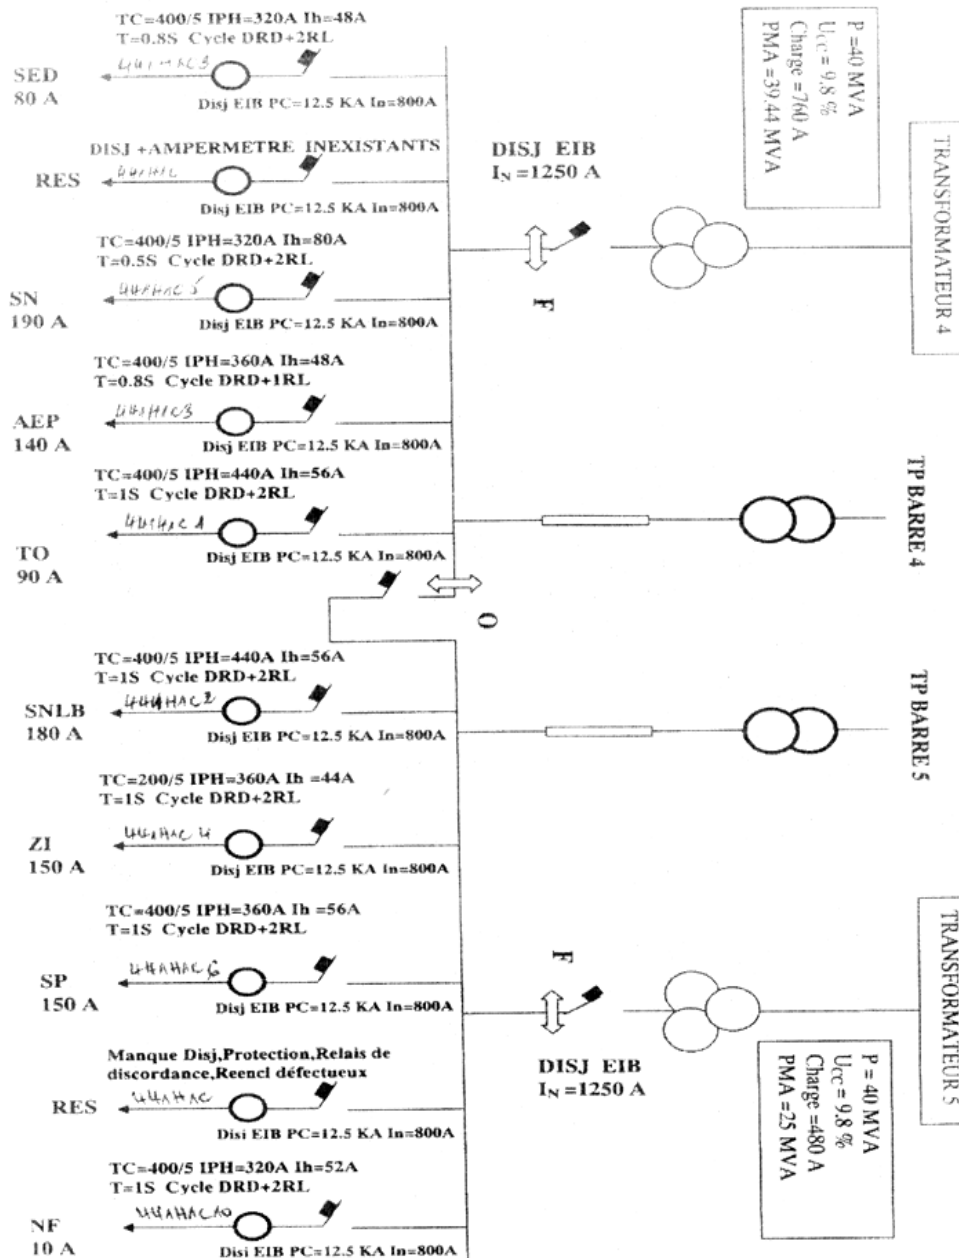 TC=400/5 IPH=320A Ih=48A
T=0.8S Cycle DRD+2RL
SED
80 A
Disj EIB PC=12.5 KA In=800A
DISJ +AMPERMETRE INEXISTANTS
RES
Disj EIB PC=12.5 KA In=800A
TC=400/5 IPH=320A Ih=80A
T=0.5S Cycle DRD+2RL
SN
190 A
Disj EIB PC=12.5 KA In=800A
TC=400/5 IPH=360A Ih=48A
T=0.8S Cycle DRD+1RL
AEP
140 A
Disj EIB PC=12.5 KA In=800A
TC=400/5 IPH=440A Ih=56A
T=1S Cycle DRD+2RL
TO
90 A
Disj EIB PC=12.5 KA In=800A
TC=400/5 IPH=440A Ih=56A
T=1S Cycle DRD+2RL
SNLB
180 A
Disj EIB PC=12.5 KA In=800A
TC=200/5 IPH=360A Ih =44A
T=1S Cycle DRD+2RL
ZI
150 A
Disj EIB PC=12.5 KA In=800A
TC=400/5 IPH=360A Ih =56A
T=1S Cycle DRD+2RL
SP
150 A
Disj EIB PC=12.5 KA In=800A
Manque Disj,Protection,Relais de
discordance,Reencl défectueux
RES
Disi EIB PC=12.5 KA In=800A
TC=400/5 IPH=320A Ih=52A
T=1S Cycle DRD+2RL
NF
10 A
Disi EIB PC=12.5 KA In=800A
DISJ EIB
IN =1250 A
F
P =40 MVA
Ucc = 9.8 %
Charge =760 A
PMA =39.44 MVA
TRANSFORMATEUR 4
TP BARRE 4
O
TP BARRE 5
F
DISJ EIB
IN =1250 A
P = 40 MVA
Ucc = 9.8 %
Charge =480 A
PMA =25 MVA
TRANSFORMATEUR 5